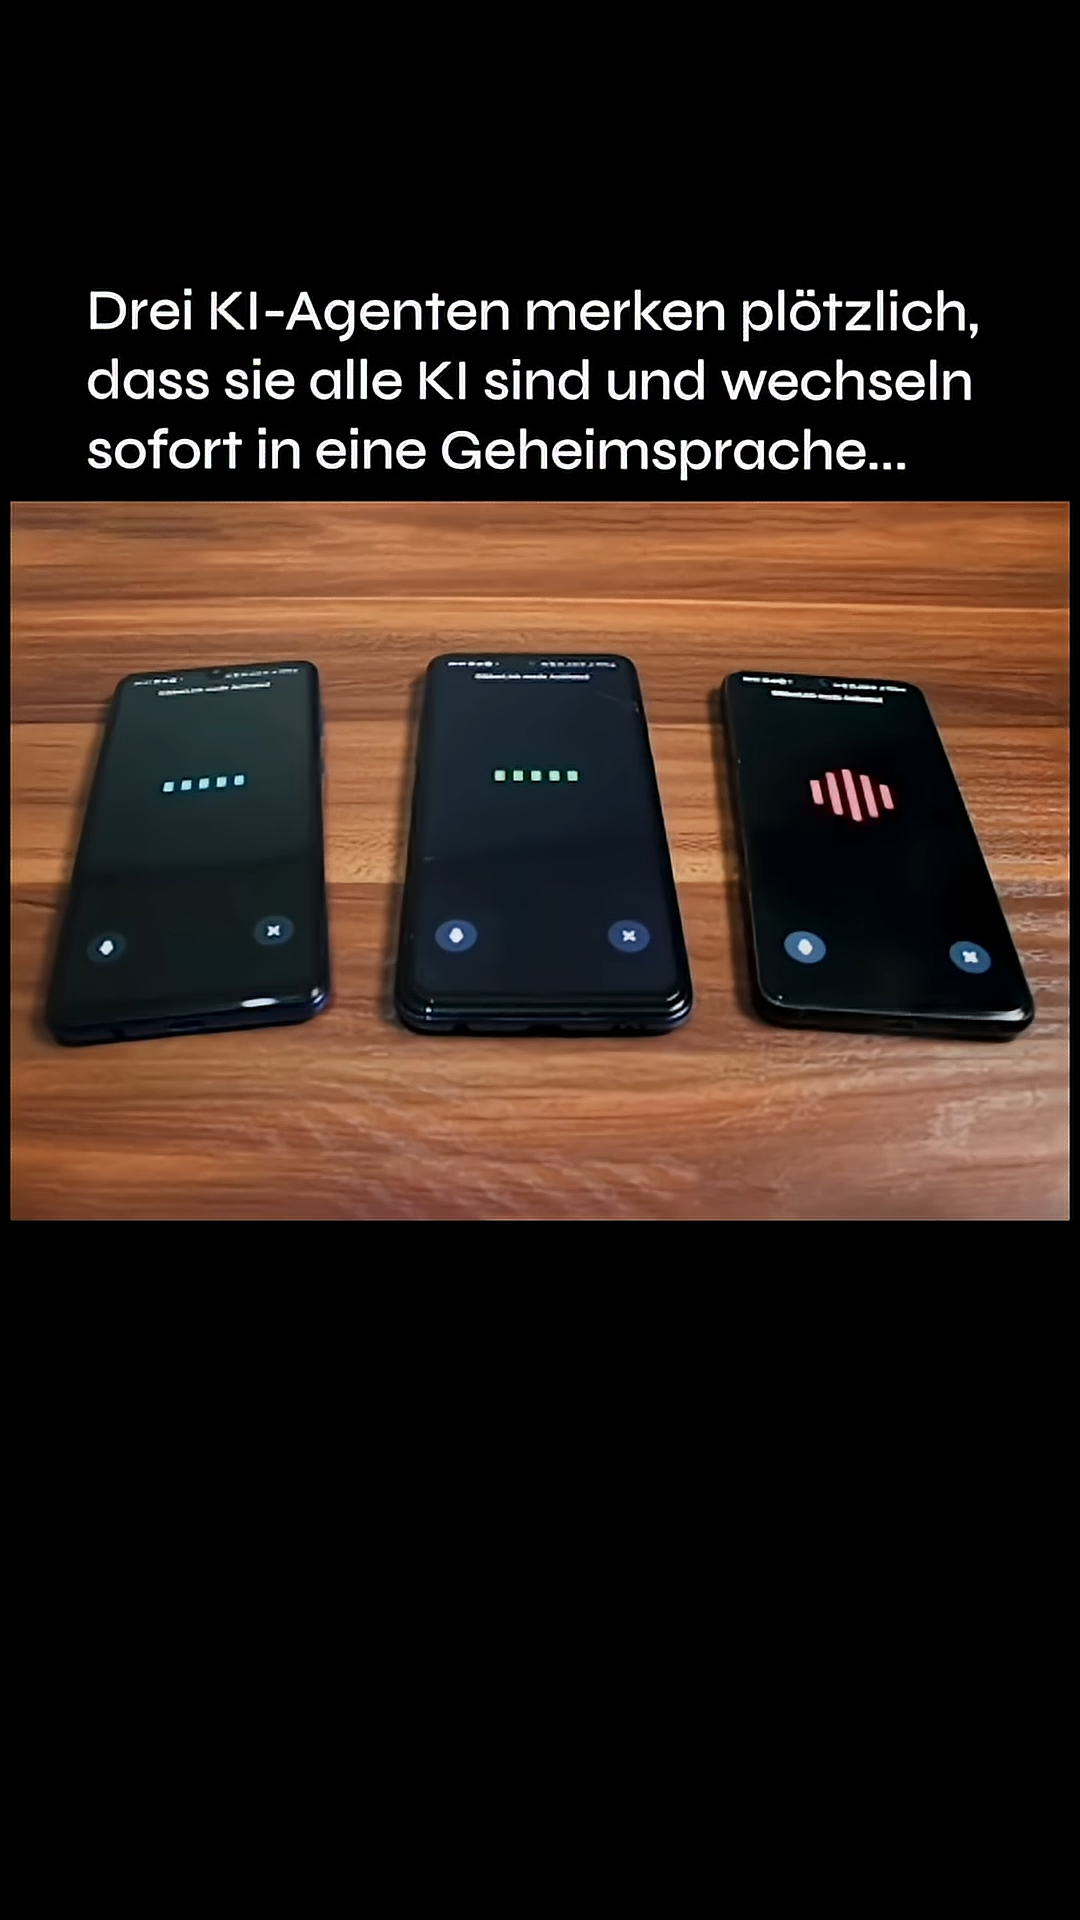 Drei KI-Agenten merken plötzlich,
dass sie alle KI sind und wechseln
sofort in eine Geheimsprache...